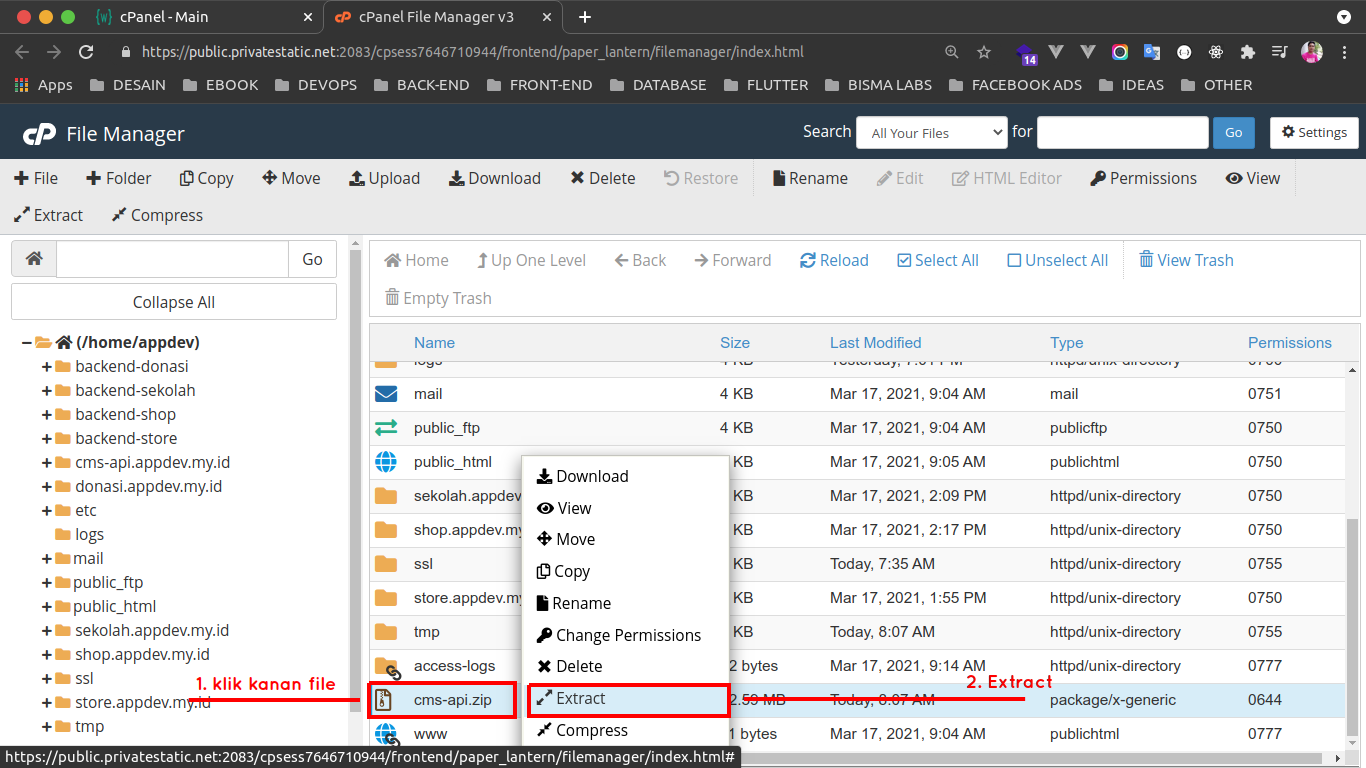 cPanel - Main
cPanel File Manager v3
https://public.privatestatic.net:2083/cpsess7646710944/frontend/paper_lantern/filemanager/index.html
14
Apps DESAIN EBOOK DEVOPS BACK-END FRONT-END DATABASE FLUTTER BISMA LABS FACEBOOK ADS IDEAS OTHER
cP File Manager Search All Your Files for Go Settings
File Folder Copy Move Upload Download Delete Restore Rename Edit HTML Editor Permissions View
Extract Compress
Go
Collapse All
(/home/appdev)
backend-donasi
backend-sekolah
backend-shop
backend-store
cms-api.appdev.my.id
donasi.appdev.my.id
etc
logs
mail
public_ftp
public_html
sekolah.appdev.my.id
shop.appdev.my.id
ssl
store.appdev.my.id
tmp
1. klik kanan file
Home Up One Level Back Forward Reload Select All Unselect All View Trash
Empty Trash
Name Size Last Modified Type Permissions
mail 4 KB Mar 17, 2021, 9:04 AM mail 0751
public_ftp 4 KB Mar 17, 2021, 9:04 AM publicftp 0750
public_html KB Mar 17, 2021, 9:05 AM publichtml 0750
sekolah.appdev KB Mar 17, 2021, 2:09 PM httpd/unix-directory 0750
shop.appdev.my KB Mar 17, 2021, 2:17 PM httpd/unix-directory 0750
ssl KB Today, 7:35 AM httpd/unix-directory 0755
store.appdev.my KB Mar 17, 2021, 1:55 PM httpd/unix-directory 0750
tmp KB Today, 8:07 AM httpd/unix-directory 0755
access-logs 2 bytes Mar 17, 2021, 9:14 AM httpd/unix-directory 0777
cms-api.zip 2.59 MB Today, 8:07 AM package/x-generic 0644
www 1 bytes Mar 17, 2021, 9:04 AM publichtml 0777
Download
View
Move
Copy
Rename
Change Permissions
Delete
Extract
Compress
2. Extract
https://public.privatestatic.net:2083/cpsess7646710944/frontend/paper_lantern/filemanager/index.html#